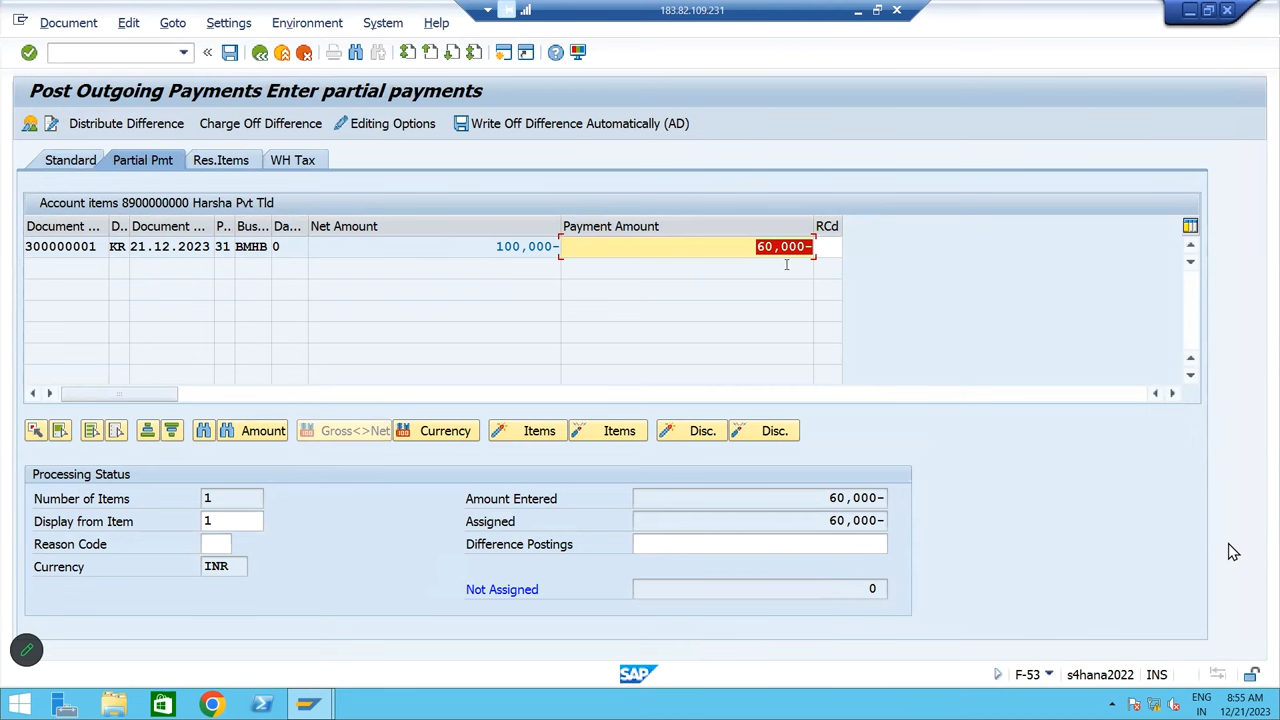 183.82.109.231
Document Edit Goto Settings Environment System Help
Post Outgoing Payments Enter partial payments
Distribute Difference Charge Off Difference Editing Options Write Off Difference Automatically (AD)
Standard Partial Pmt Res.Items WH Tax
Account items 8900000000 Harsha Pvt Tld
Document ... D.. Document ... P.. Bus... Da... Net Amount Payment Amount RCd
300000001 KR 21.12.2023 31 BMHB 0 100,000- 60,000-
Amount Gross<>Net Currency Items Items Disc. Disc.
Processing Status
Number of Items 1 Amount Entered 60,000-
Display from Item 1 Assigned 60,000-
Reason Code Difference Postings
Currency INR
Not Assigned 0
SAP F-53 s4hana2022 INS
ENG 8:55 AM
IN 12/21/2023